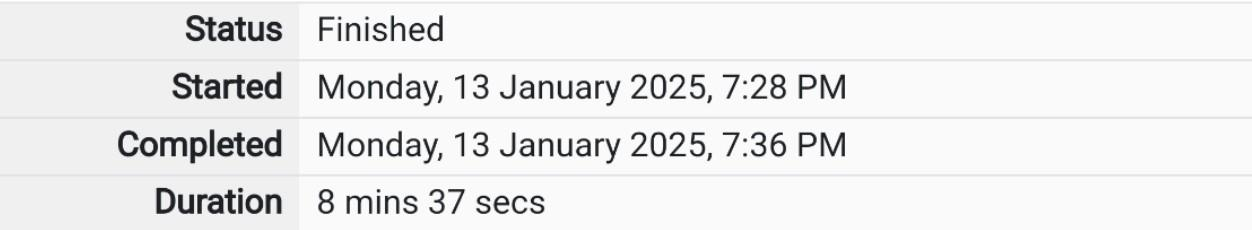 Status Finished
Started Monday, 13 January 2025, 7:28 PM
Completed Monday, 13 January 2025, 7:36 PM
Duration 8 mins 37 secs